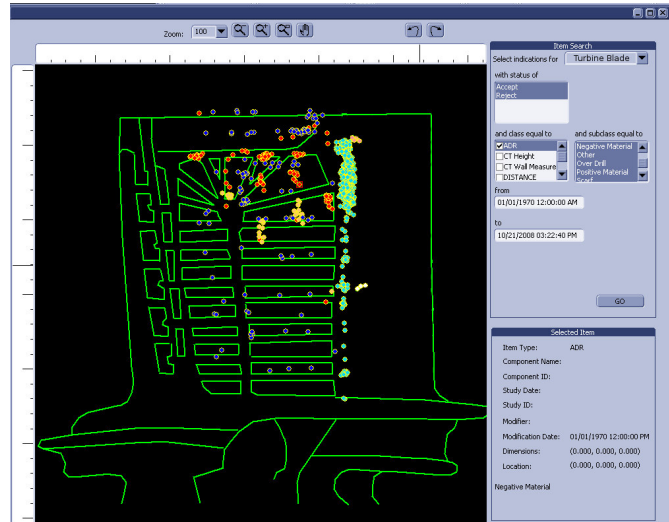 Zoom: 100
Item Search
Select indications for Turbine Blade
with status of
Accept
Reject
and class equal to and subclass equal to
ADR
CT Height
CT Wall Measure
DISTANCE
Negative Material
Other
Over Drill
Positive Material
Scarf
from
01/01/1970 12:00:00 AM
to
10/21/2008 03:22:40 PM
GO
Selected Item
Item Type: ADR
Component Name:
Component ID:
Study Date:
Study ID:
Modifier:
Modification Date: 01/01/1970 12:00:00 PM
Dimensions: (0.000, 0.000, 0.000)
Location: (0.000, 0.000, 0.000)
Negative Material